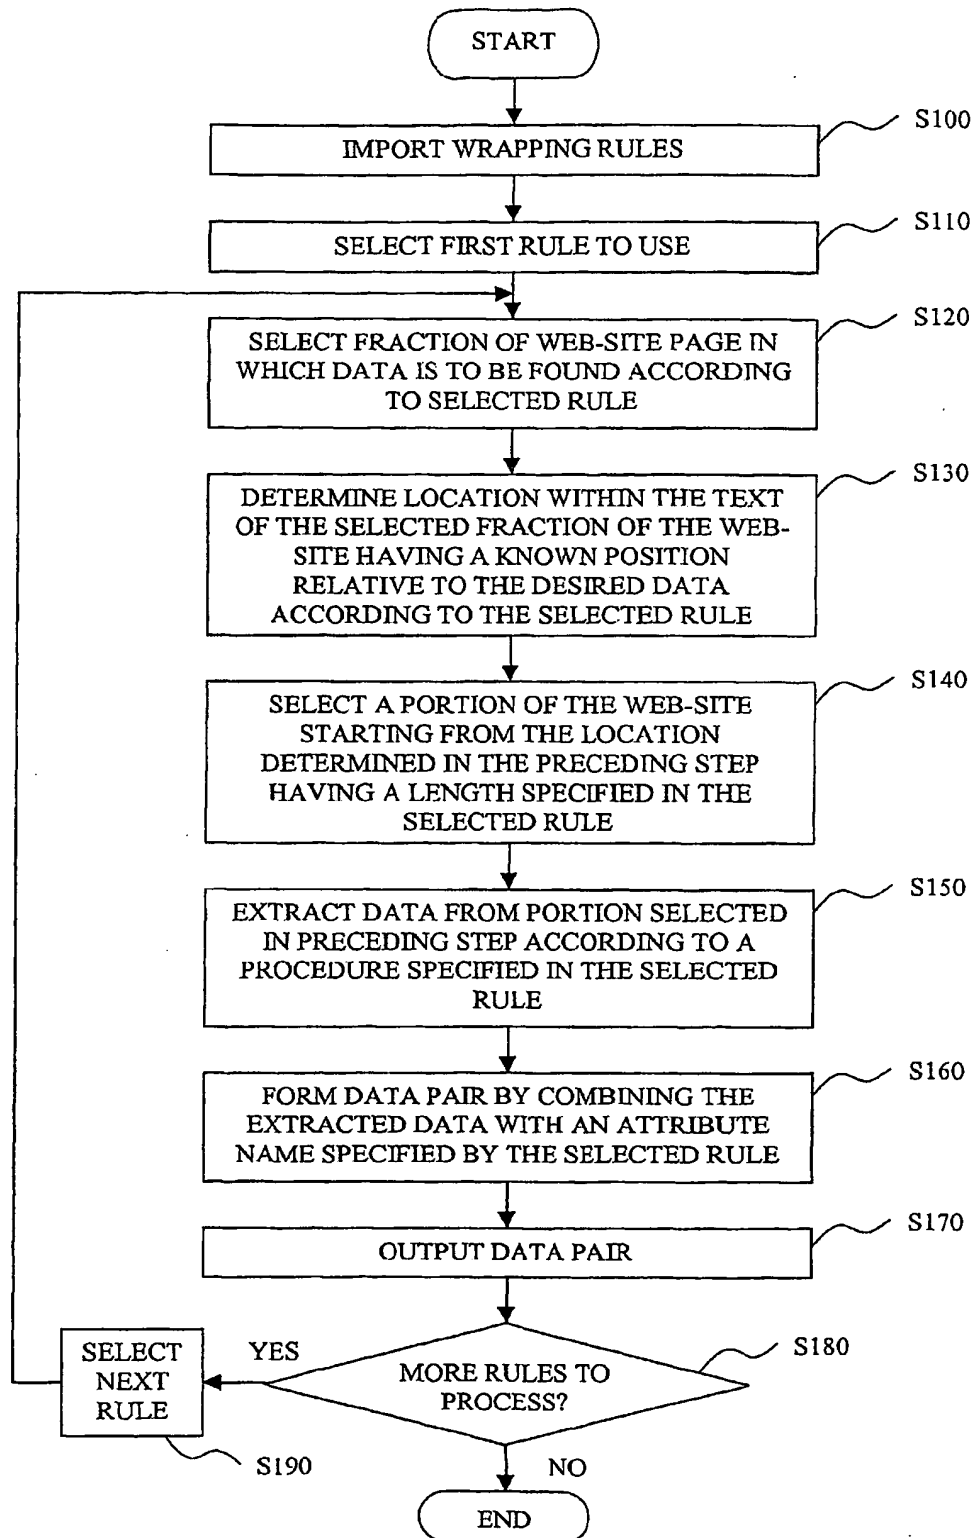 START
S100
IMPORT WRAPPING RULES
S110
SELECT FIRST RULE TO USE
S120
SELECT FRACTION OF WEB-SITE PAGE IN
WHICH DATA IS TO BE FOUND ACCORDING
TO SELECTED RULE
S130
DETERMINE LOCATION WITHIN THE TEXT
OF THE SELECTED FRACTION OF THE WEB-
SITE HAVING A KNOWN POSITION
RELATIVE TO THE DESIRED DATA
ACCORDING TO THE SELECTED RULE
S140
SELECT A PORTION OF THE WEB-SITE
STARTING FROM THE LOCATION
DETERMINED IN THE PRECEDING STEP
HAVING A LENGTH SPECIFIED IN THE
SELECTED RULE
S150
EXTRACT DATA FROM PORTION SELECTED
IN PRECEDING STEP ACCORDING TO A
PROCEDURE SPECIFIED IN THE SELECTED
RULE
S160
FORM DATA PAIR BY COMBINING THE
EXTRACTED DATA WITH AN ATTRIBUTE
NAME SPECIFIED BY THE SELECTED RULE
S170
OUTPUT DATA PAIR
S180
MORE RULES TO
PROCESS?
YES
SELECT
NEXT
RULE
S190
NO
END